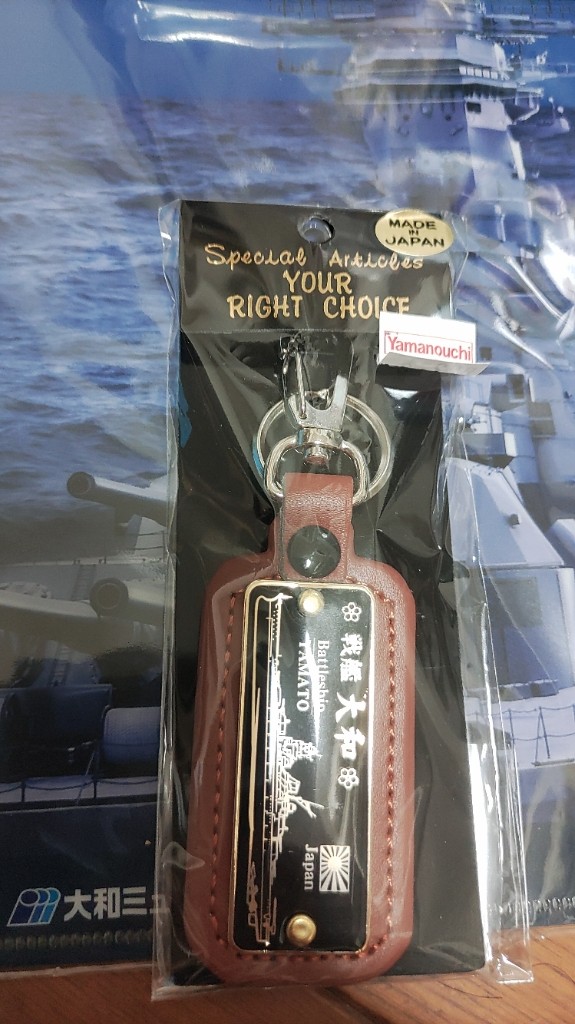 Special Articles
YOUR
RIGHT CHOICE
MADE
IN
JAPAN
Yamanouchi
戦艦 大和
Battleship
YAMATO
Japan
大和ミュ